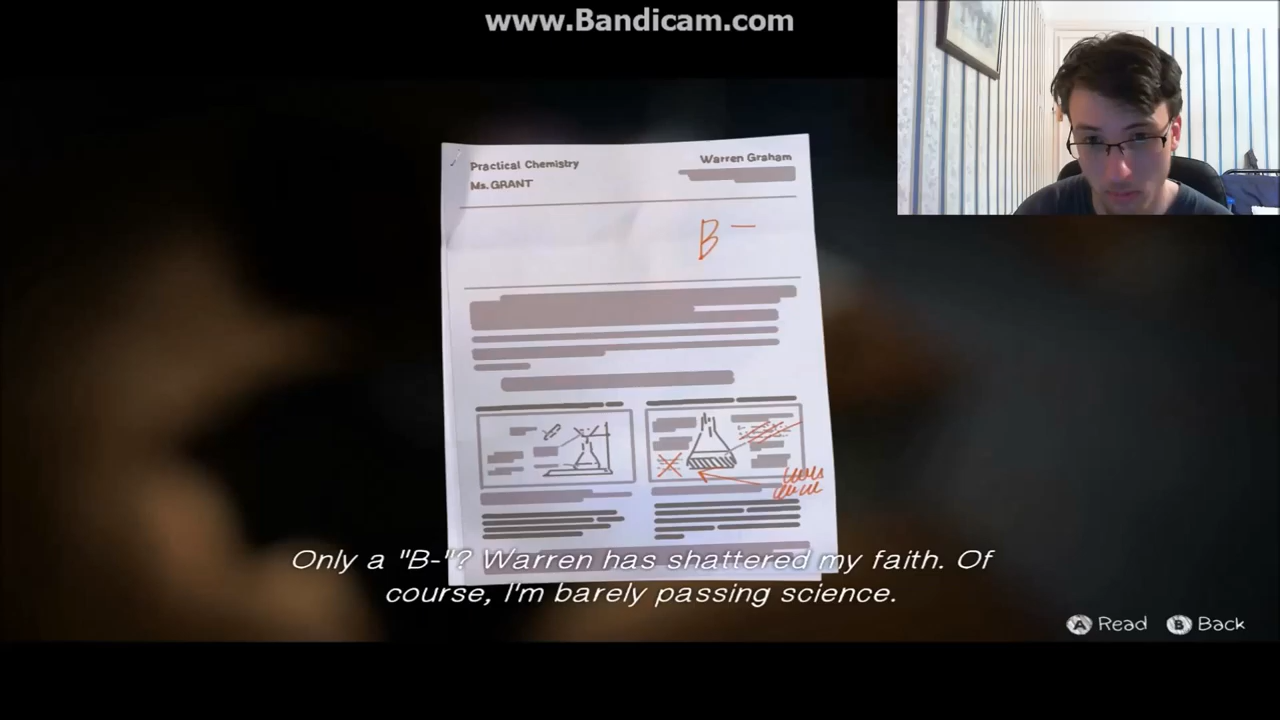 www.Bandicam.com
Practical Chemistry
Warren Graham
Ms. GRANT
B-
Only a "B-"? Warren has shattered my faith. Of
course, I'm barely passing science.
A Read B Back